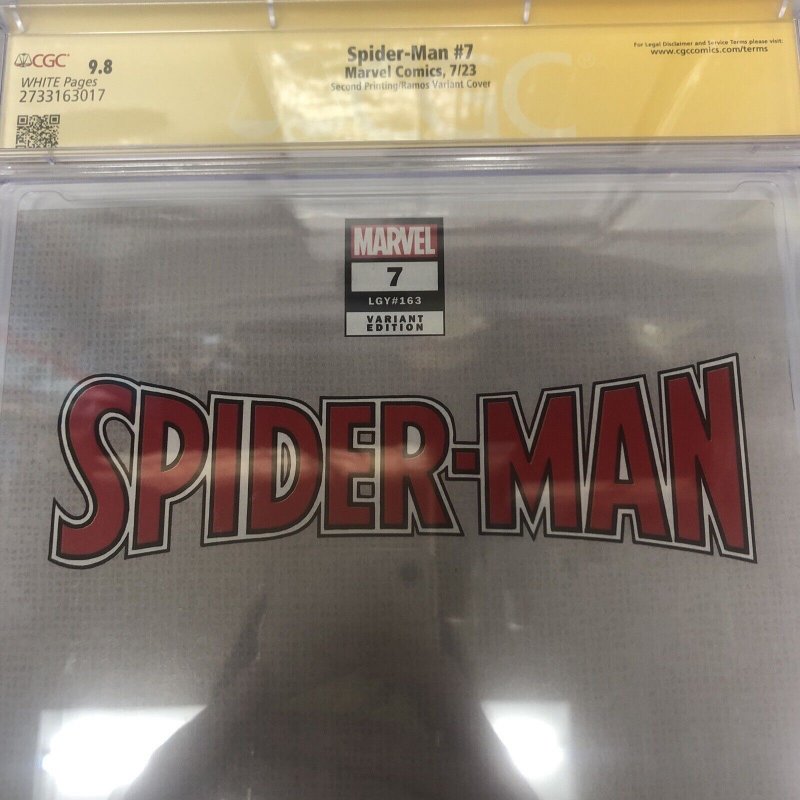 CGC 9.8
WHITE Pages
2733163017
Spider-Man #7
Marvel Comics, 7/23
Second Printing/Ramos Variant Cover
For Legal Disclaimer and Service Terms please visit:
www.cgccomics.com/terms
CGC
MARVEL
7
LGY#163
VARIANT
EDITION
SPIDER-MAN